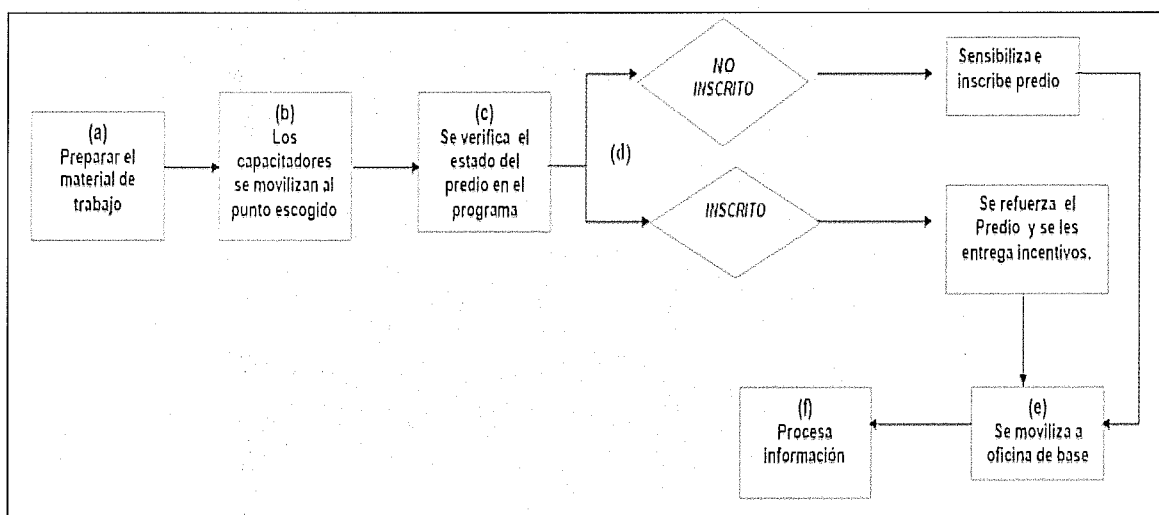 (a)
Preparar el
material de
trabajo
(b)
Los
capacitadores
se movilizan al
punto escogido
(c)
Se verifica el
estado del
predio en el
programa
(d)
NO
INSCRITO
Sensibiliza e
inscribe predio
INSCRITO
Se refuerza el
Predio y se les
entrega incentivos.
(e)
Se moviliza a
oficina de base
(f)
Procesa
información